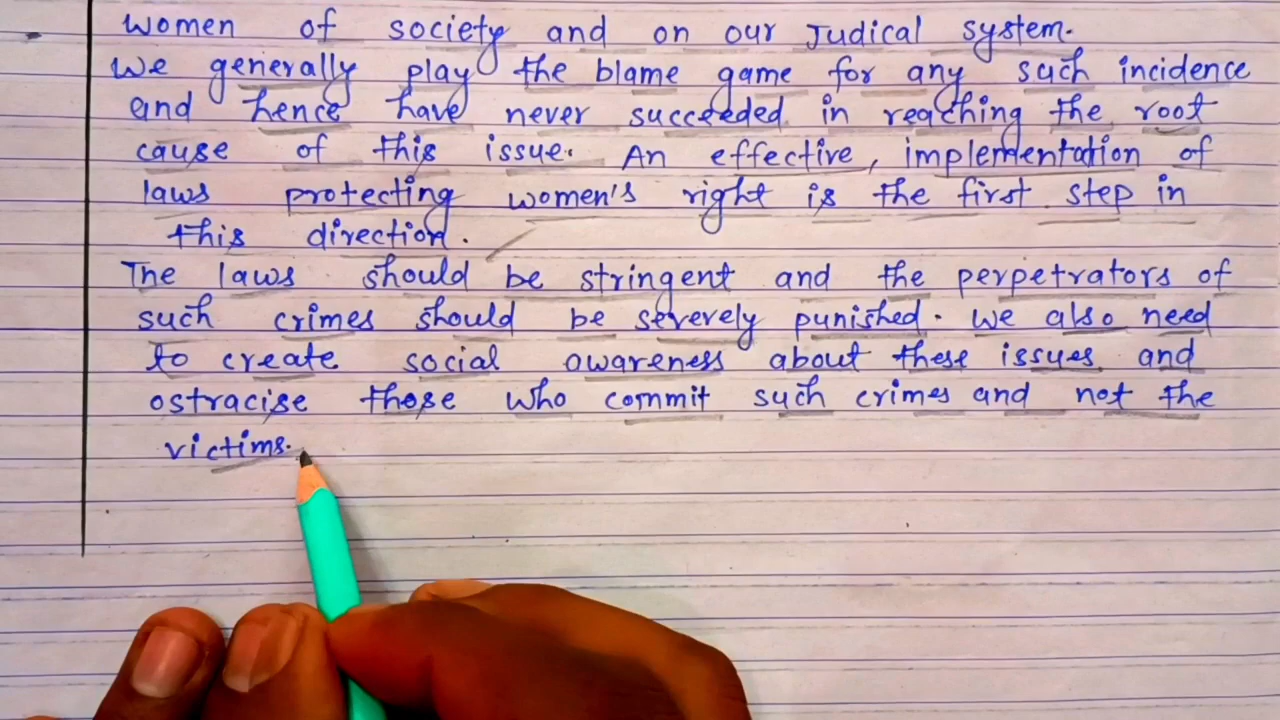 women of society and on our Judical system.
We generally play the blame game for any such incidence
and hence have never succeeded in reaching the root
cause of this issue. An effective, implementation of
laws protecting women's right is the first step in
this direction.
The laws should be stringent and the perpetrators of
such crimes should be severely punished. We also need
to create social awareness about these issues and
ostracise those who commit such crimes and not the
victims.